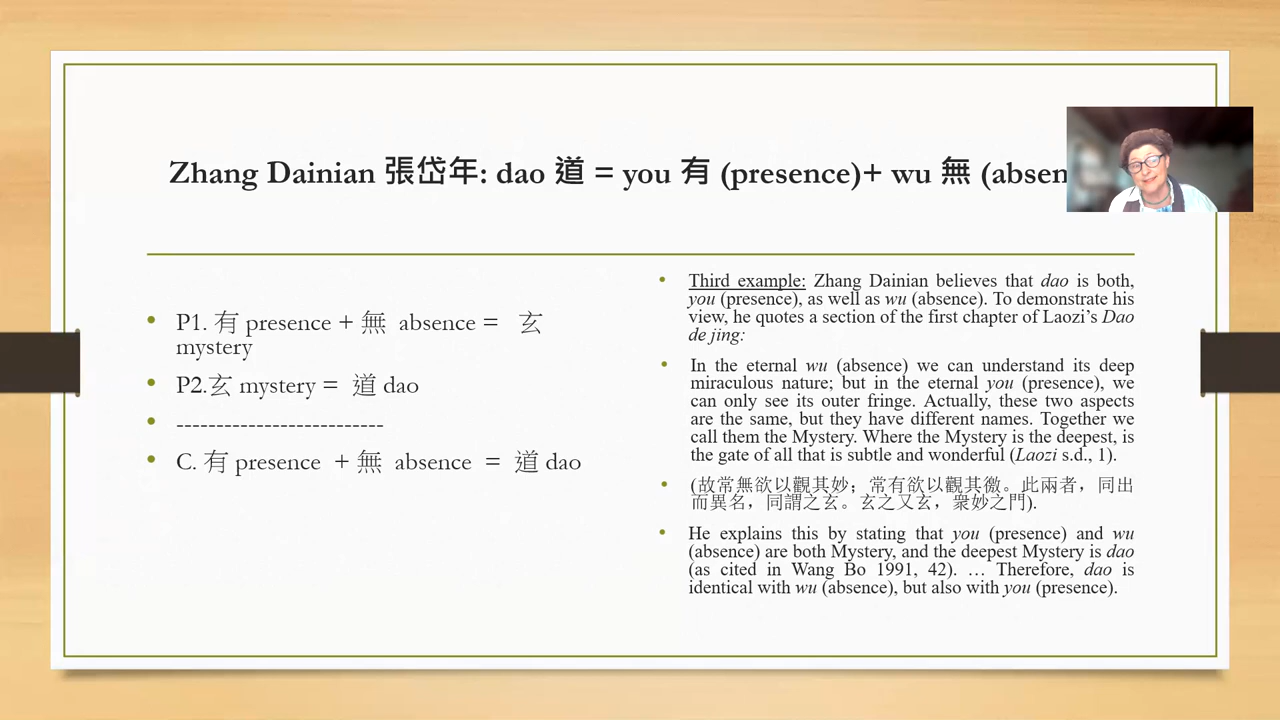 Zhang Dainian 張岱年: dao 道 = you 有 (presence)+ wu 無 (absen
• P1. 有 presence + 無 absence = 玄
mystery
• P2.玄 mystery = 道 dao
• --------------------------
• C. 有 presence + 無 absence = 道 dao
• Third example: Zhang Dainian believes that dao is both,
you (presence), as well as wu (absence). To demonstrate his
view, he quotes a section of the first chapter of Laozi’s Dao
de jing:
• In the eternal wu (absence) we can understand its deep
miraculous nature; but in the eternal you (presence), we
can only see its outer fringe. Actually, these two aspects
are the same, but they have different names. Together we
call them the Mystery. Where the Mystery is the deepest, is
the gate of all that is subtle and wonderful (Laozi s.d., 1).
• (故常無欲以觀其妙；常有欲以觀其徼。此兩者，同出
而異名，同謂之玄。玄之又玄，衆妙之門).
• He explains this by stating that you (presence) and wu
(absence) are both Mystery, and the deepest Mystery is dao
(as cited in Wang Bo 1991, 42). … Therefore, dao is
identical with wu (absence), but also with you (presence).